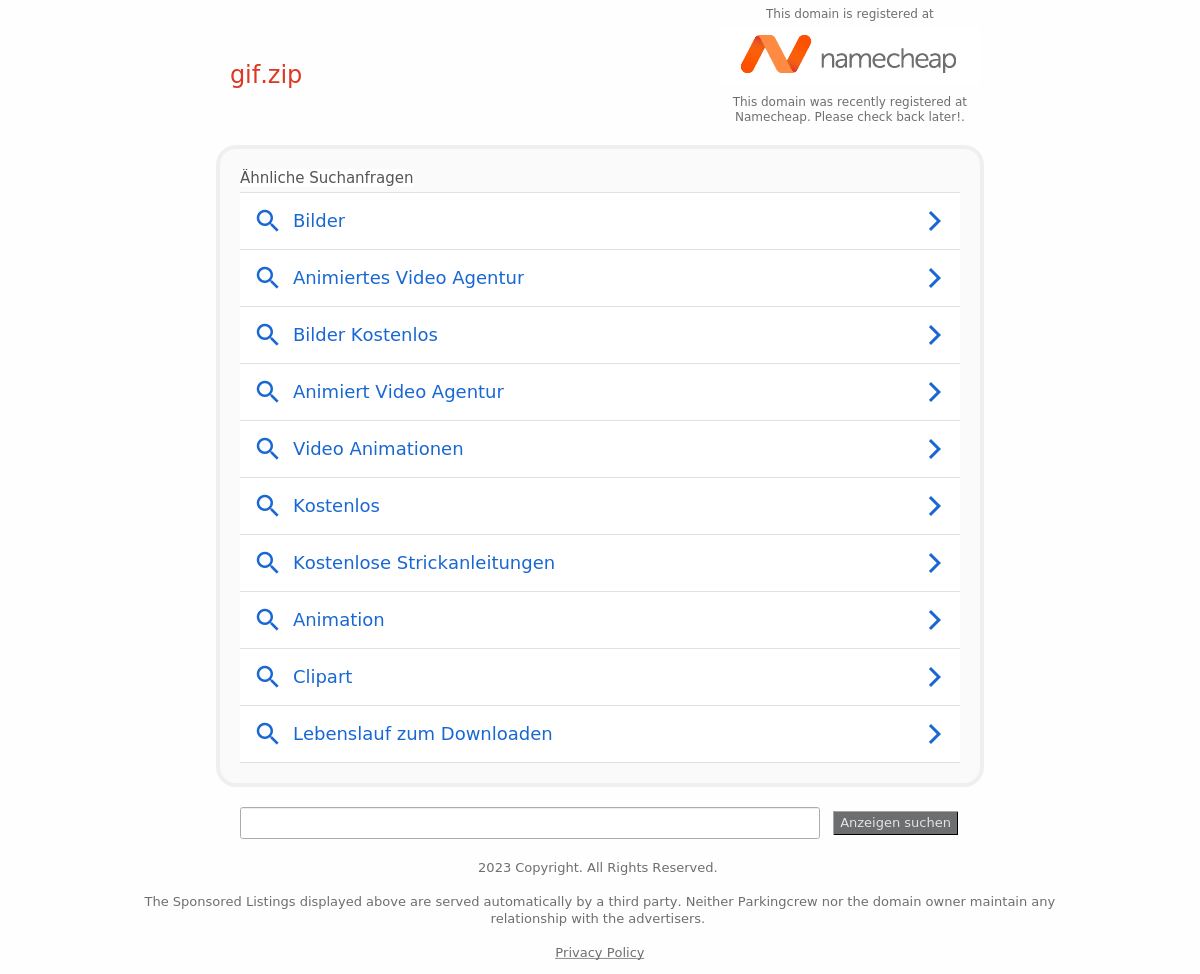 This domain is registered at
namecheap
gif.zip
This domain was recently registered at
Namecheap. Please check back later!.
Ähnliche Suchanfragen
Bilder
Animiertes Video Agentur
Bilder Kostenlos
Animiert Video Agentur
Video Animationen
Kostenlos
Kostenlose Strickanleitungen
Animation
Clipart
Lebenslauf zum Downloaden
Anzeigen suchen
2023 Copyright. All Rights Reserved.
The Sponsored Listings displayed above are served automatically by a third party. Neither Parkingcrew nor the domain owner maintain any
relationship with the advertisers.
Privacy Policy